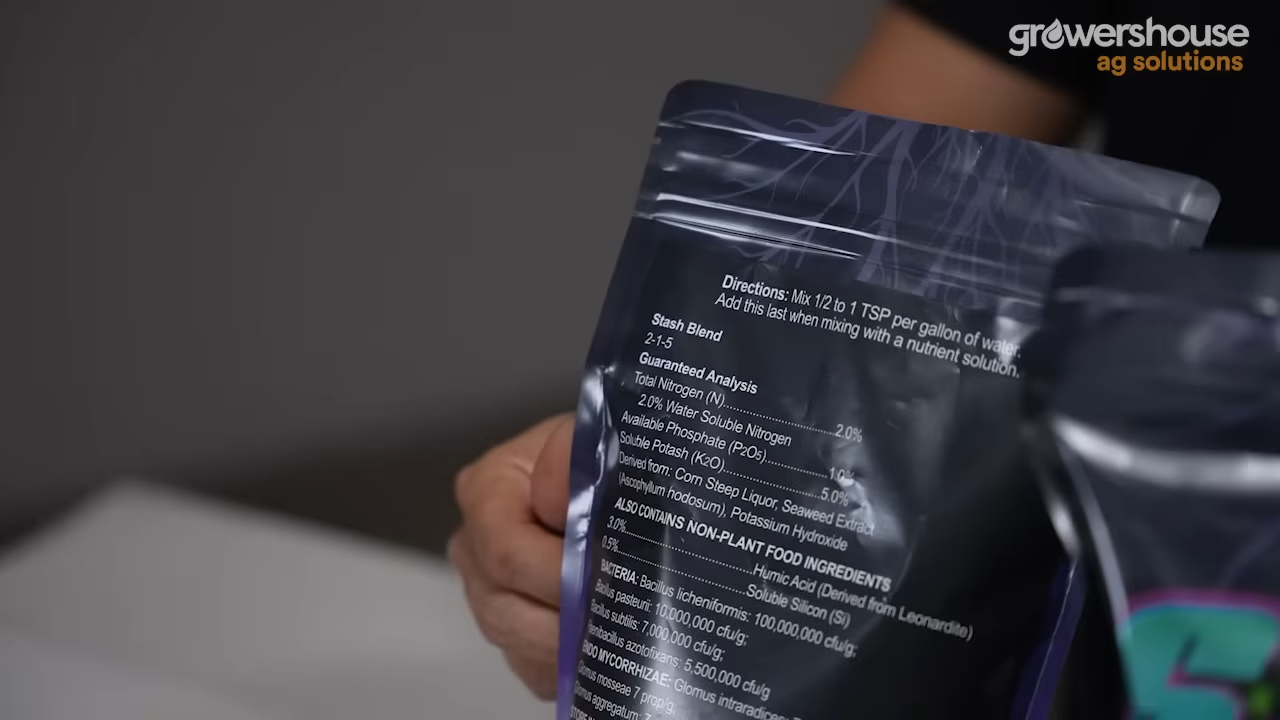 growershouse
ag solutions
Directions: Mix 1/2 to 1 TSP per gallon of water.
Add this last when mixing with a nutrient solution.
Stash Blend
2-1-5
Guaranteed Analysis
Total Nitrogen (N)....................2.0%
2.0% Water Soluble Nitrogen
Available Phosphate (P2O5)............1.0%
Soluble Potash (K2O)..................5.0%
Derived from: Corn Steep Liquor, Seaweed Extract
(Ascophyllum hodosum), Potassium Hydroxide
ALSO CONTAINS NON-PLANT FOOD INGREDIENTS
3.0%......................Humic Acid (Derived from Leonardite)
0.5%......................Soluble Silicon (Si)
BACTERIA: Bacillus licheniformis: 100,000,000 cfu/g;
Bacillus pasteurii: 10,000,000 cfu/g;
Bacillus subtilis: 7,000,000 cfu/g;
azotofixans: 5,500,000 cfu/g
ENDO MYCORRHIZAE: Glomus intraradices:
Glomus mosseae 7 prop/g,
Glomus aggregatum: